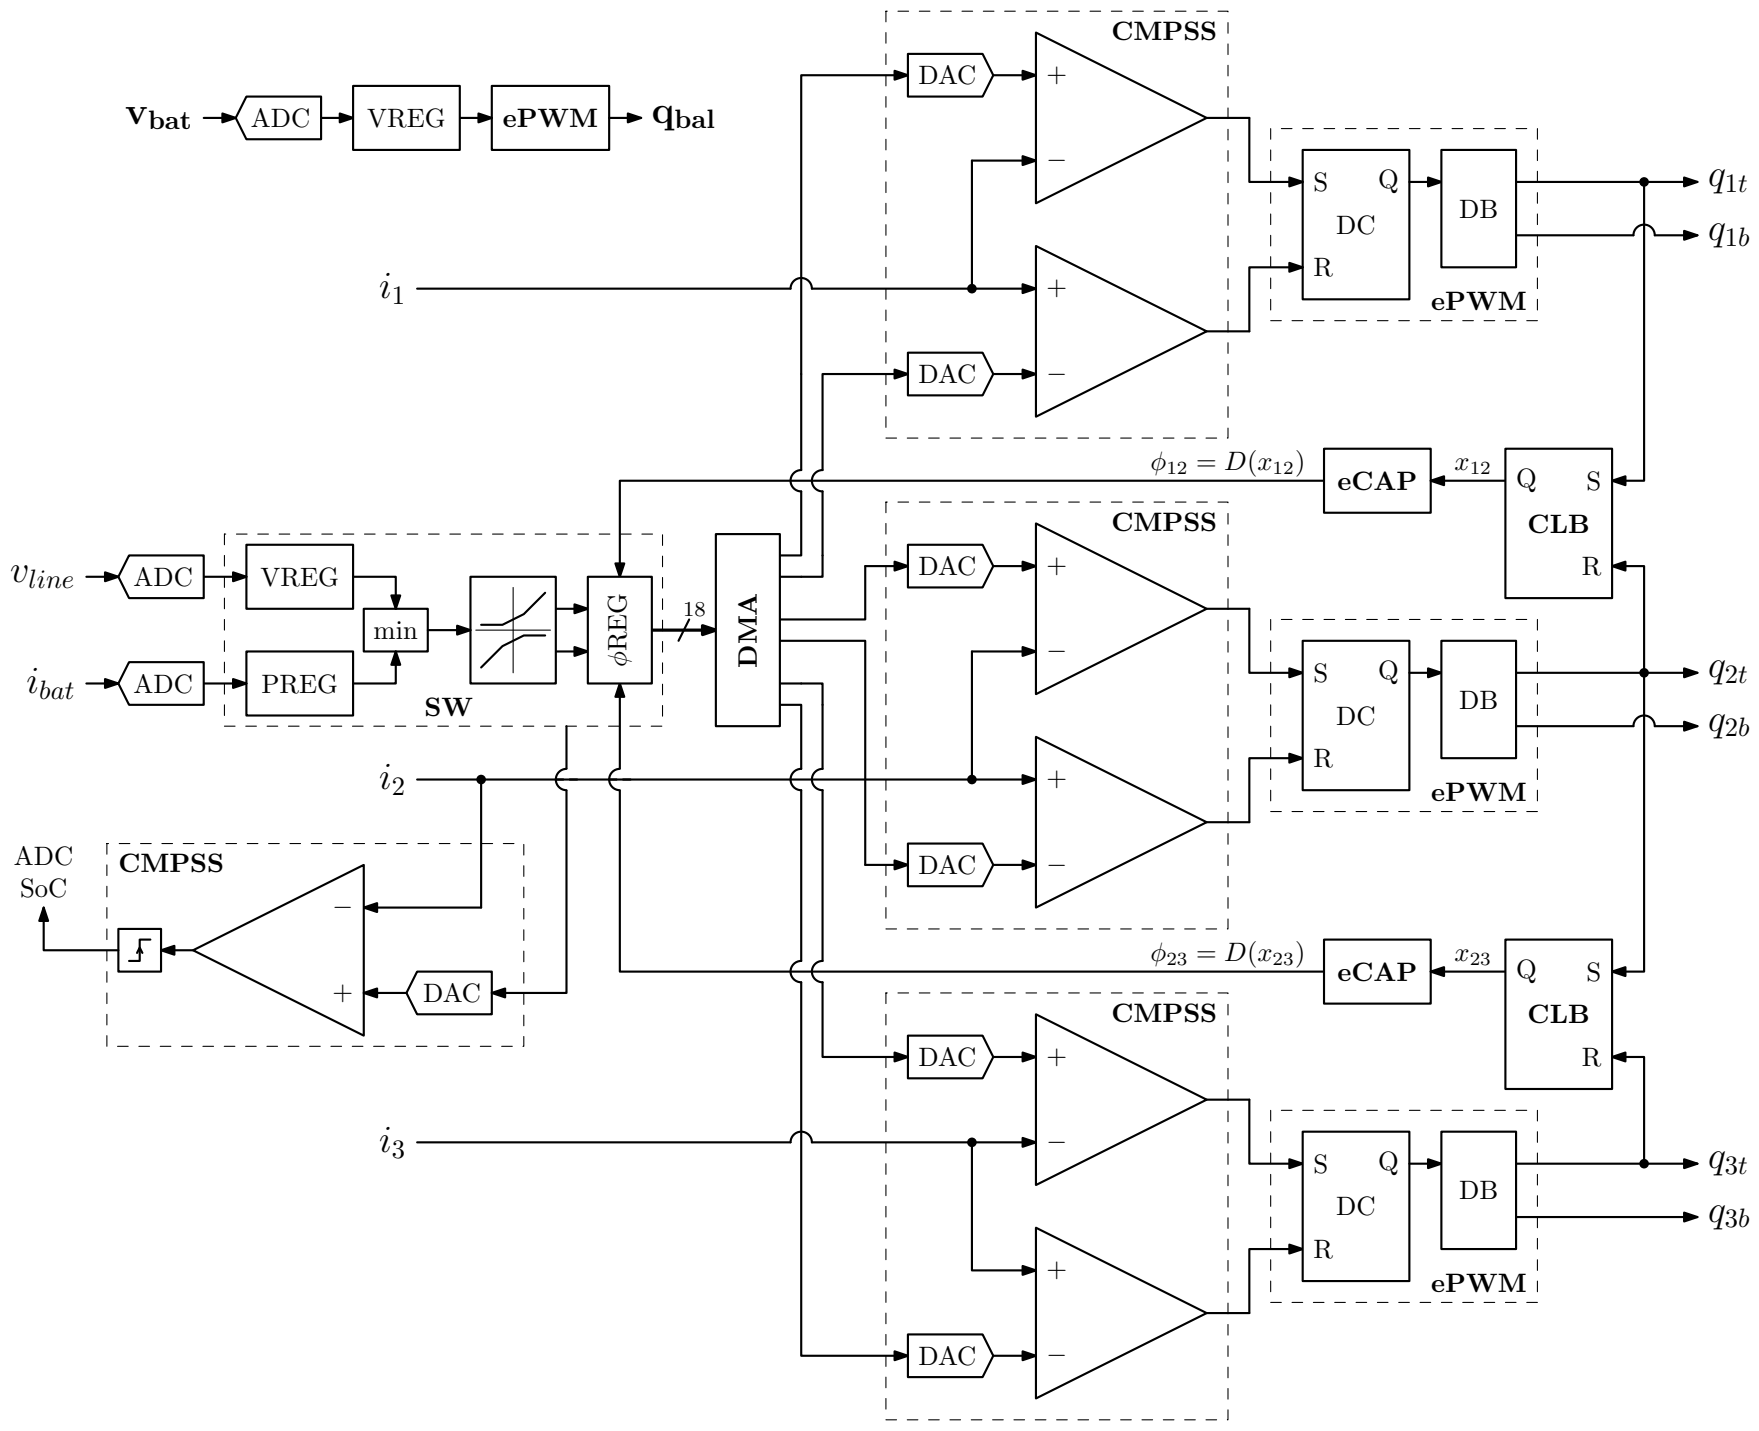 CMPSS
DAC
+
v_bat
ADC
VREG
ePWM
q_bal
−
S
Q
DC
R
DB
ePWM
q_1t
q_1b
i_1
+
DAC
−
ϕ_12 = D(x_12)
eCAP
x_12
Q
S
CLB
R
CMPSS
DAC
+
v_line
ADC
VREG
min
ϕREG
18
DMA
i_bat
ADC
PREG
SW
−
S
Q
DC
R
DB
ePWM
q_2t
q_2b
i_2
+
DAC
−
ADC
SoC
CMPSS
−
+
DAC
ϕ_23 = D(x_23)
eCAP
x_23
Q
S
CLB
R
CMPSS
DAC
+
i_3
−
S
Q
DC
R
DB
ePWM
q_3t
q_3b
+
DAC
−